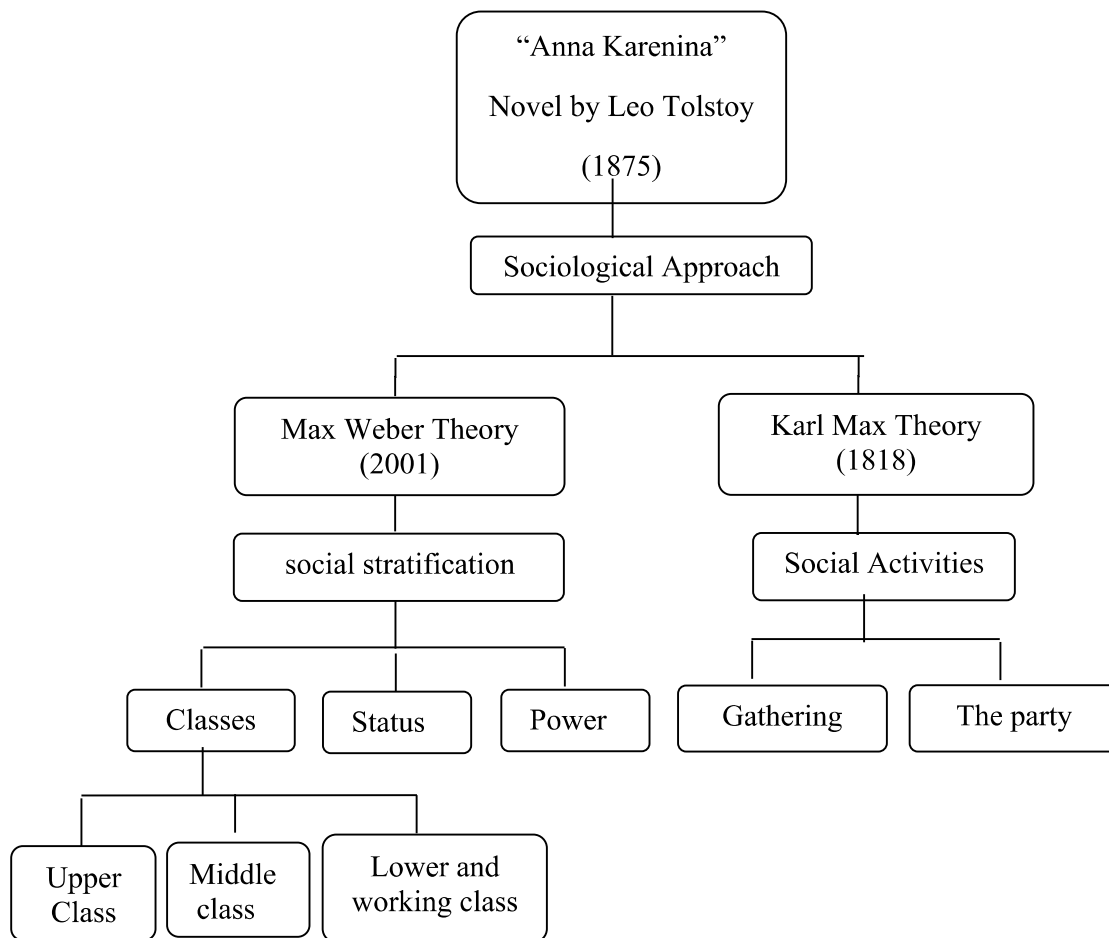 “Anna Karenina”
Novel by Leo Tolstoy
(1875)
Sociological Approach
Max Weber Theory
(2001)
Karl Max Theory
(1818)
social stratification
Social Activities
Classes
Status
Power
Gathering
The party
Upper
Class
Middle
class
Lower and
working class